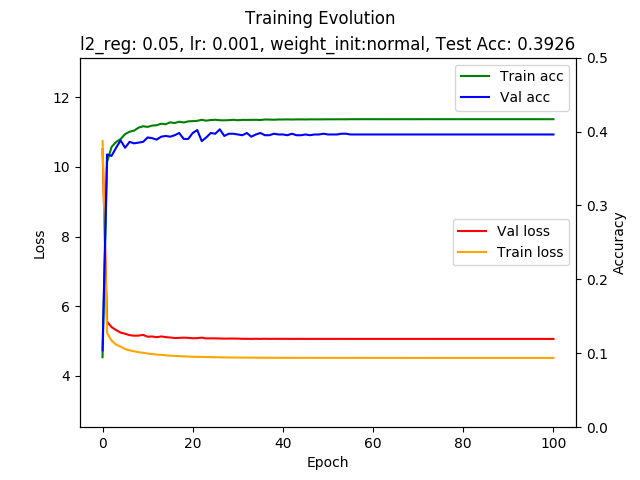 Training Evolution
l2_reg: 0.05, lr: 0.001, weight_init:normal, Test Acc: 0.3926
Train acc
Val acc
Val loss
Train loss
12
10
8
6
4
Loss
0.5
0.4
0.3
0.2
0.1
0.0
Accuracy
0 20 40 60 80 100
Epoch